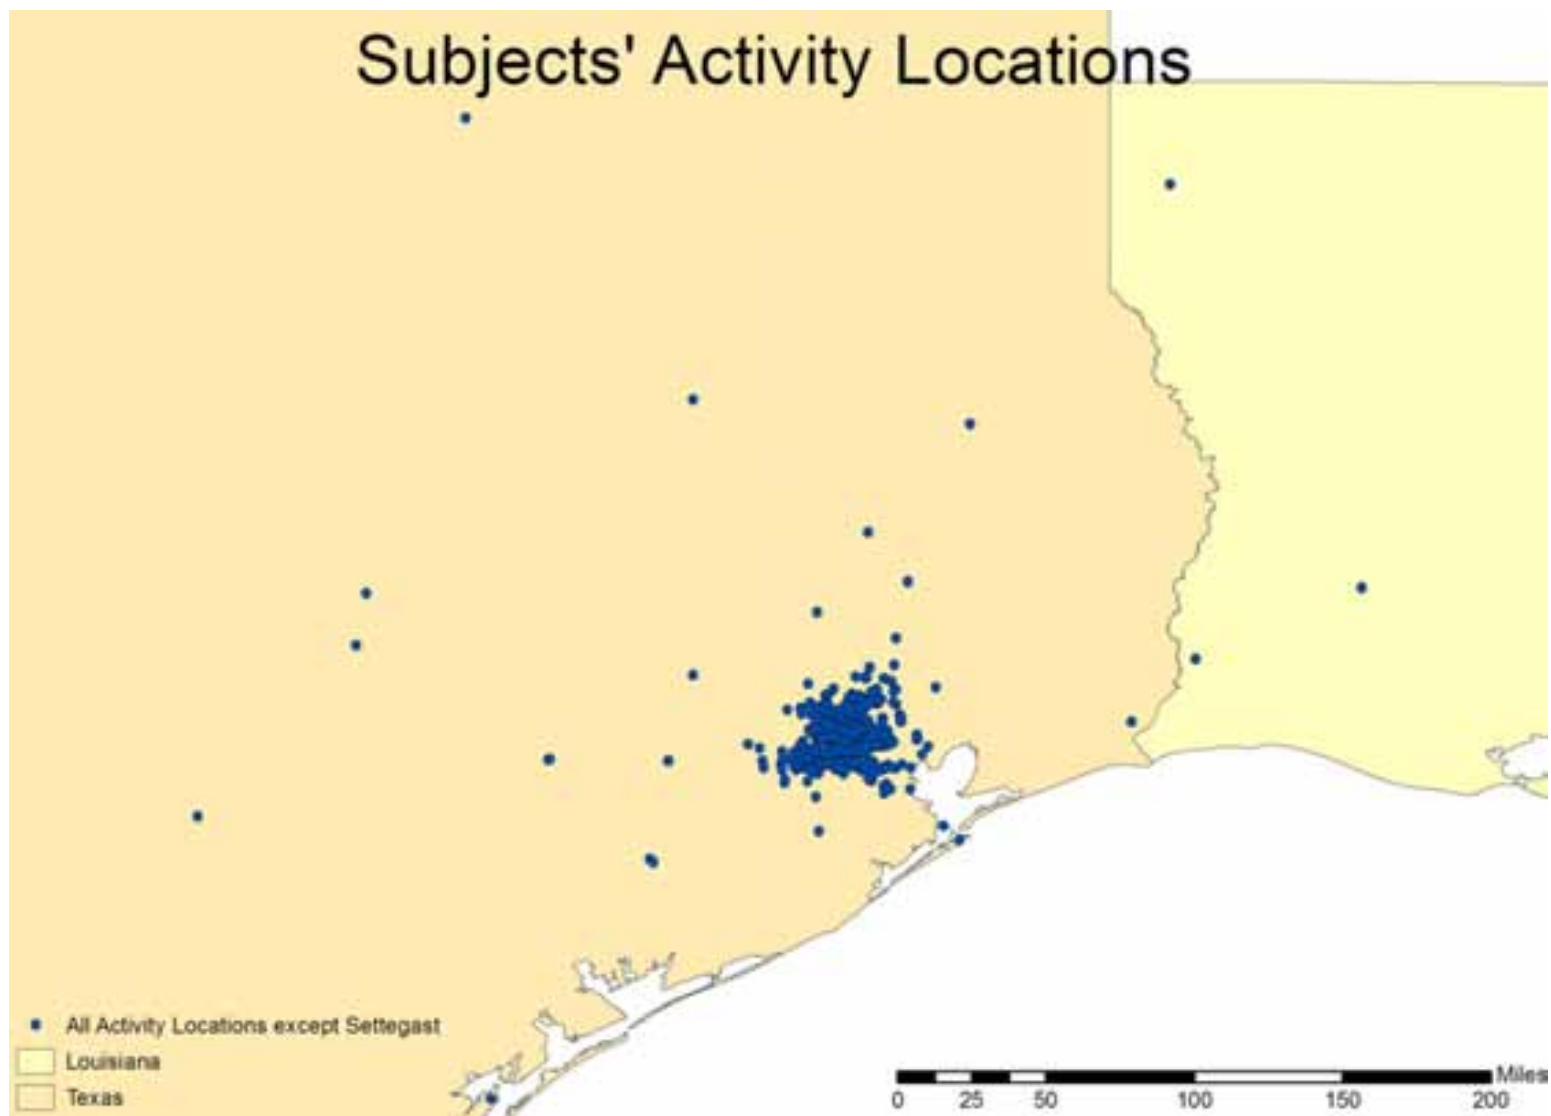 Subjects' Activity Locations
All Activity Locations except Settegast
Louisiana
Texas
Miles
0 25 50 100 150 200